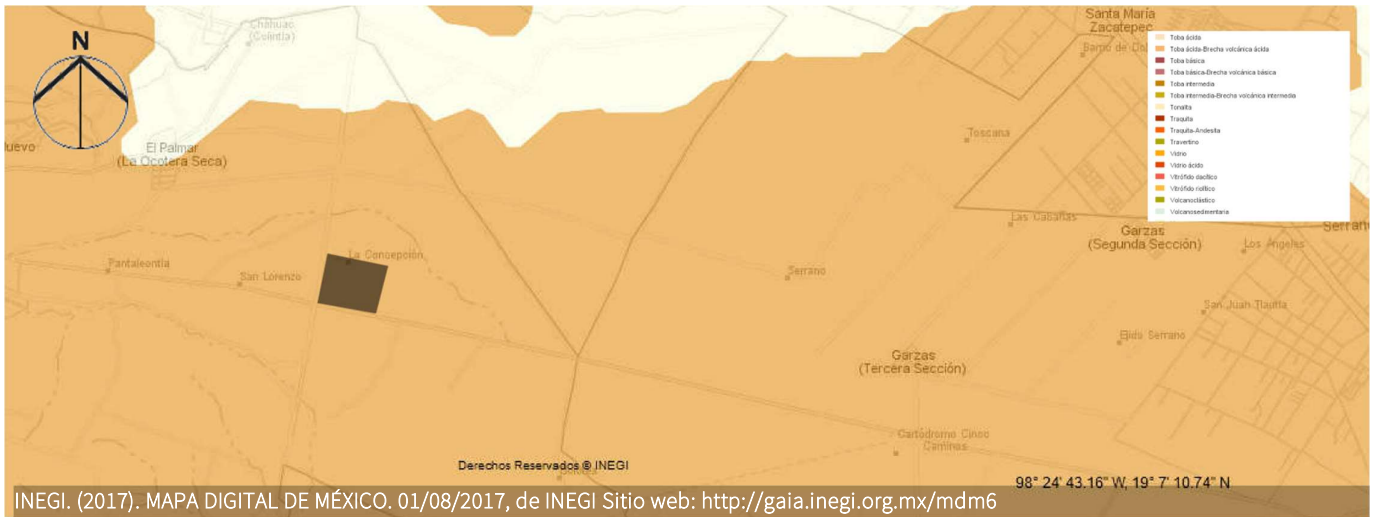 Chahuac
(Colintla)
Santa María
Zacatepec
N
Toba ácida
Toba ácida-Brecha volcánica ácida
Toba básica
Toba básica-Brecha volcánica básica
Toba intermedia
Toba intermedia-Brecha volcánica intermedia
Tonalita
Traquita
Traquita-Andesita
Travertino
Vidrio
Vidrio ácido
Vitrófido dacítico
Vitrófido riolítico
Volcanoclástico
Volcanosedimentaria
Toscana
Nuevo
El Palmar
(La Ocotera Seca)
Las Cabañas
Garzas
(Segunda Sección)
Serrano
Los Angeles
La Concepción
Pantaleontla
San Lorenzo
Serrano
San Juan Tlautla
Ejido Serrano
Garzas
(Tercera Sección)
Cartódromo Cinco
Caminos
Derechos Reservados © INEGI
98° 24' 43.16" W, 19° 7' 10.74" N
INEGI. (2017). MAPA DIGITAL DE MÉXICO. 01/08/2017, de INEGI Sitio web: http://gaia.inegi.org.mx/mdm6